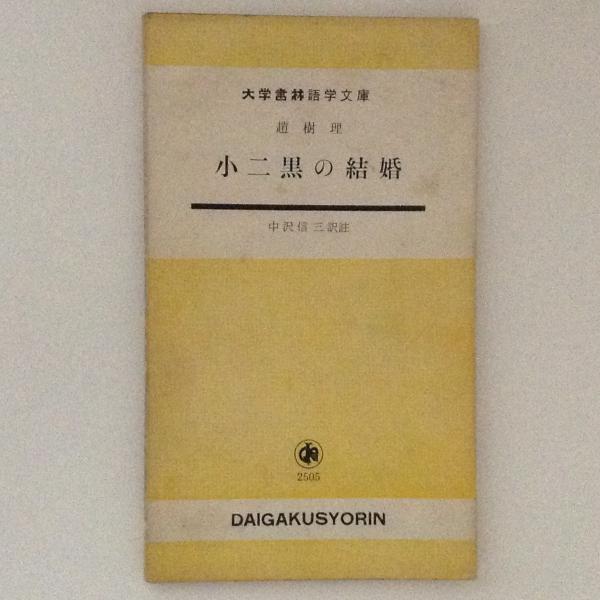 大学書林語学文庫
趙樹理
小二黒の結婚
中沢信三訳註
2505
DAIGAKUSYORIN